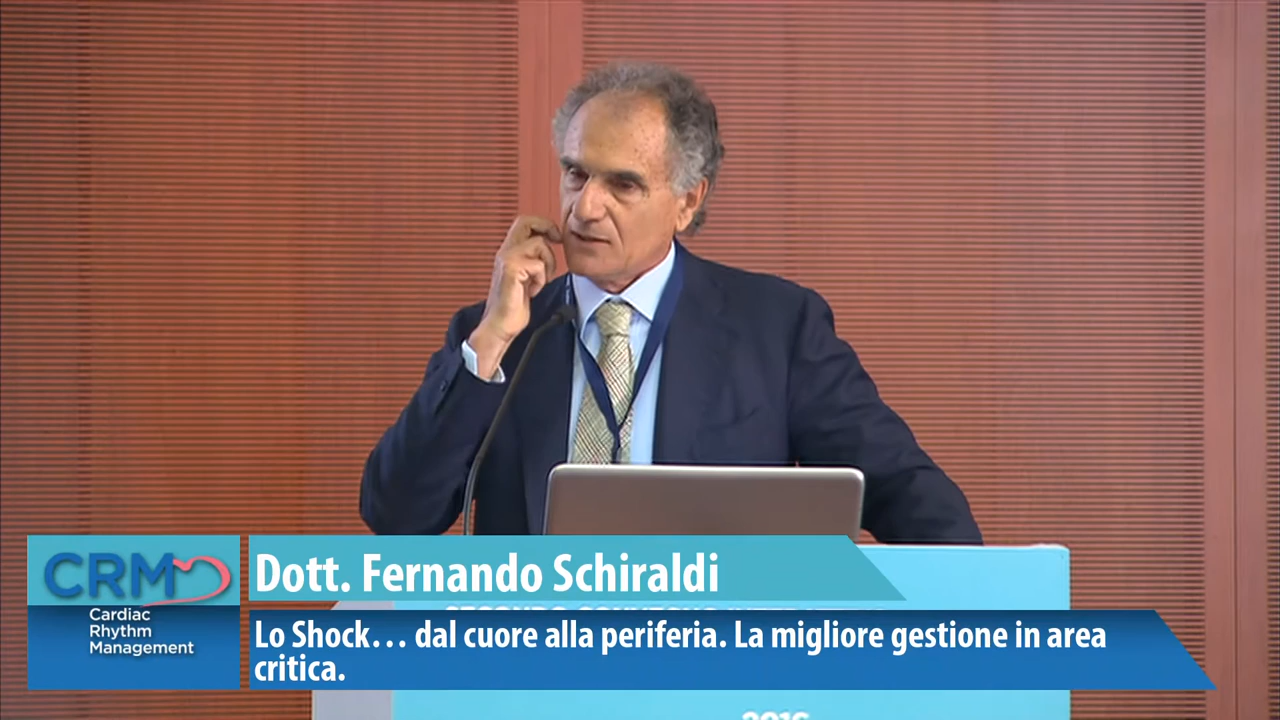 CRM
Cardiac
Rhythm
Management
Dott. Fernando Schiraldi
Lo Shock… dal cuore alla periferia. La migliore gestione in area
critica.
2016